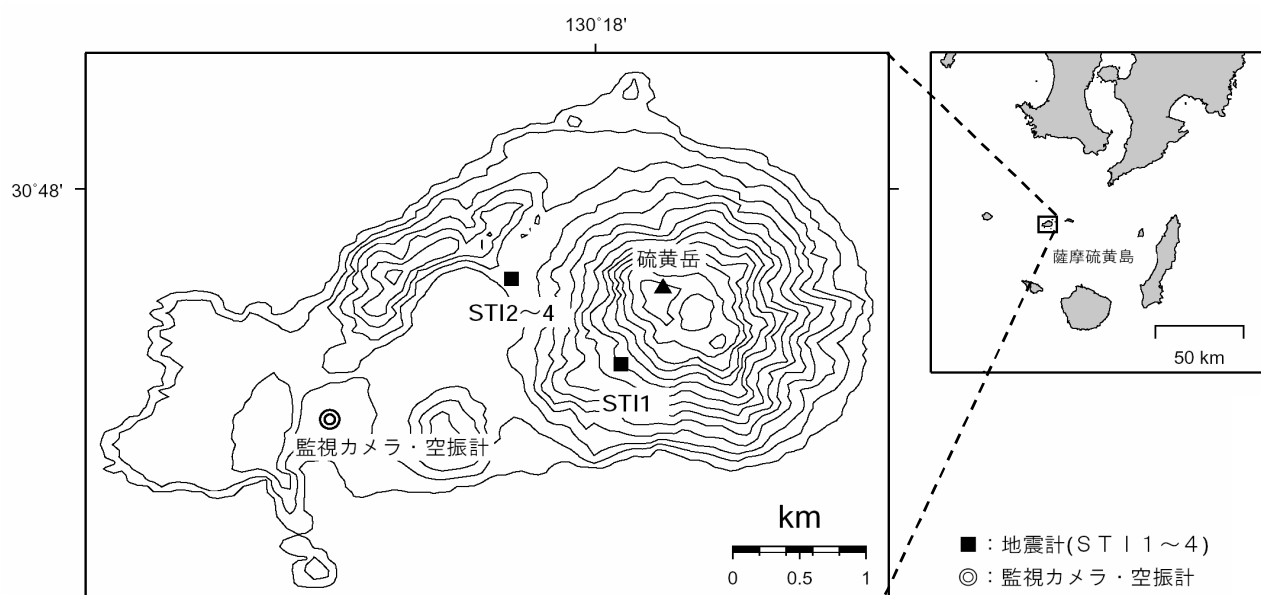 130˚18'
30˚48'
硫黄岳
STI2～4
STI1
監視カメラ・空振計
km
0 0.5 1
薩摩硫黄島
50 km
■：地震計(ＳＴＩ１～４)
◎：監視カメラ・空振計